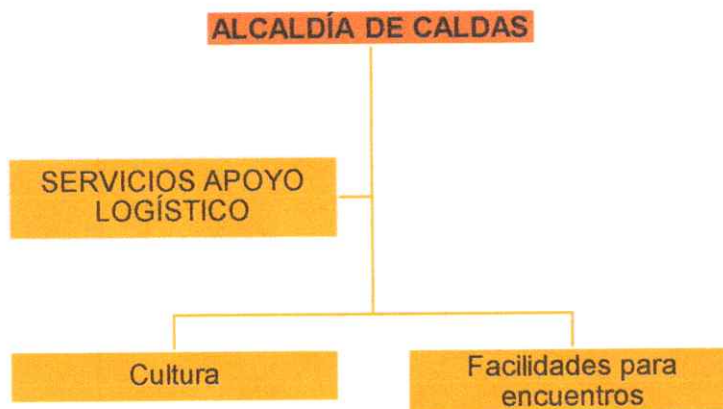 ALCALDÍA DE CALDAS
SERVICIOS APOYO
LOGÍSTICO
Cultura
Facilidades para
encuentros